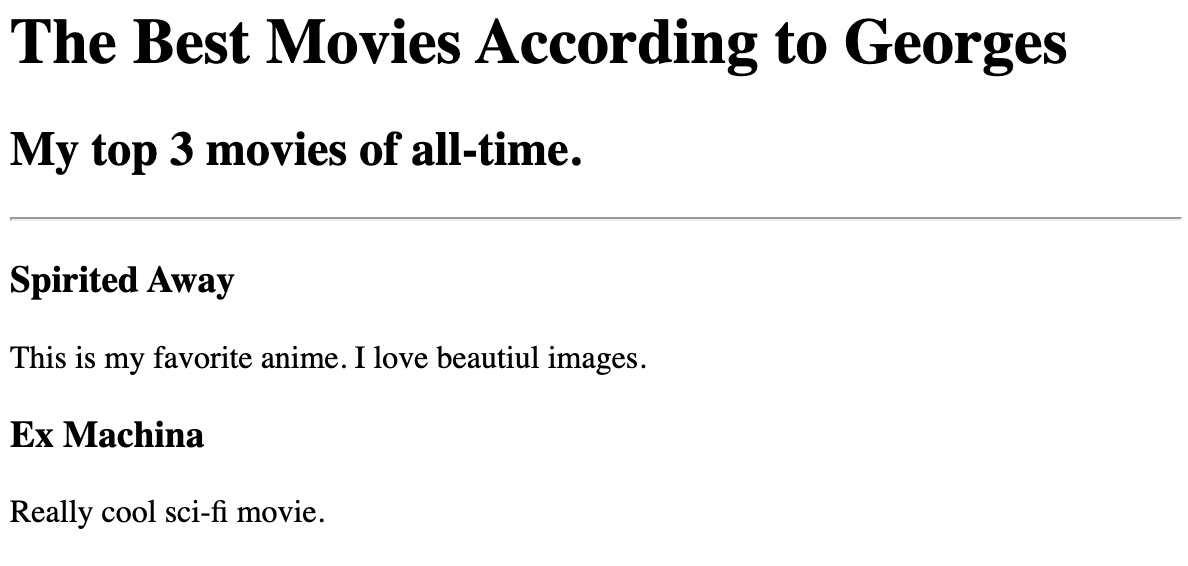 The Best Movies According to Georges
My top 3 movies of all-time.
Spirited Away
This is my favorite anime. I love beautiul images.
Ex Machina
Really cool sci-fi movie.